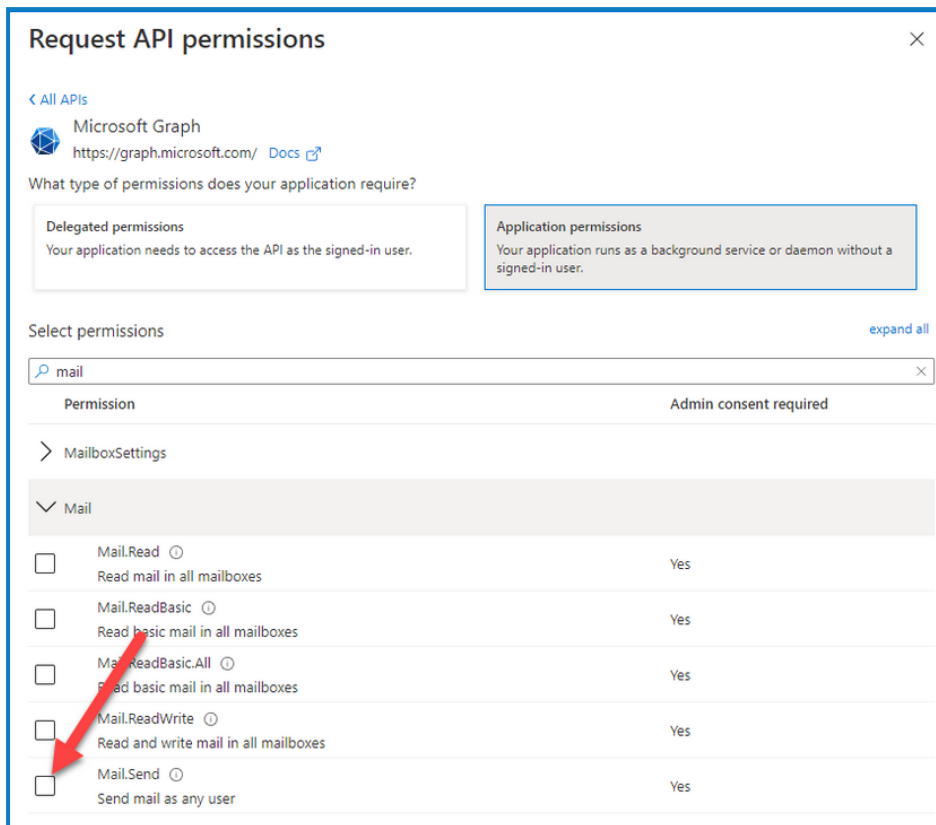 Request API permissions
All APIs
Microsoft Graph
https://graph.microsoft.com/ Docs
What type of permissions does your application require?
Delegated permissions
Your application needs to access the API as the signed-in user.
Application permissions
Your application runs as a background service or daemon without a
signed-in user.
Select permissions
expand all
mail
Permission
Admin consent required
MailboxSettings
Mail
Mail.Read
Read mail in all mailboxes
Yes
Mail.ReadBasic
Read basic mail in all mailboxes
Yes
Mail.ReadBasic.All
Read basic mail in all mailboxes
Yes
Mail.ReadWrite
Read and write mail in all mailboxes
Yes
Mail.Send
Send mail as any user
Yes